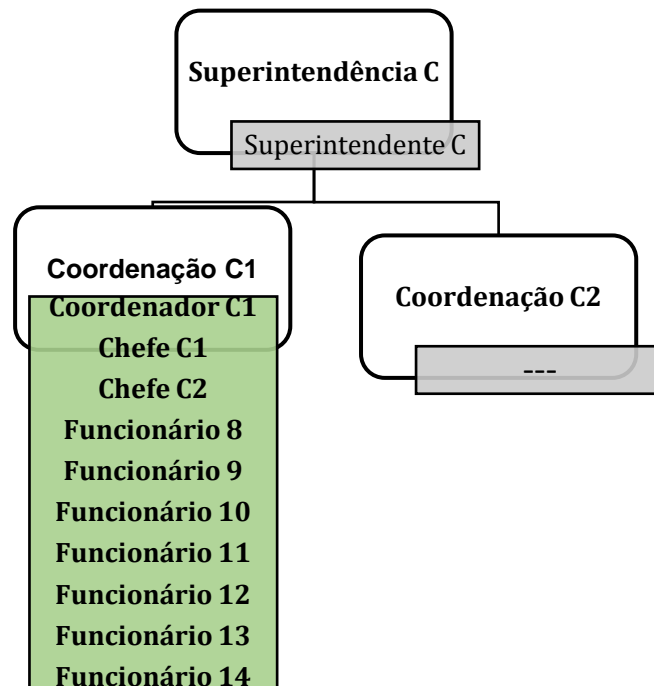 Superintendência C
Superintendente C
Coordenação C1
Coordenador C1
Chefe C1
Chefe C2
Funcionário 8
Funcionário 9
Funcionário 10
Funcionário 11
Funcionário 12
Funcionário 13
Funcionário 14
Coordenação C2
---